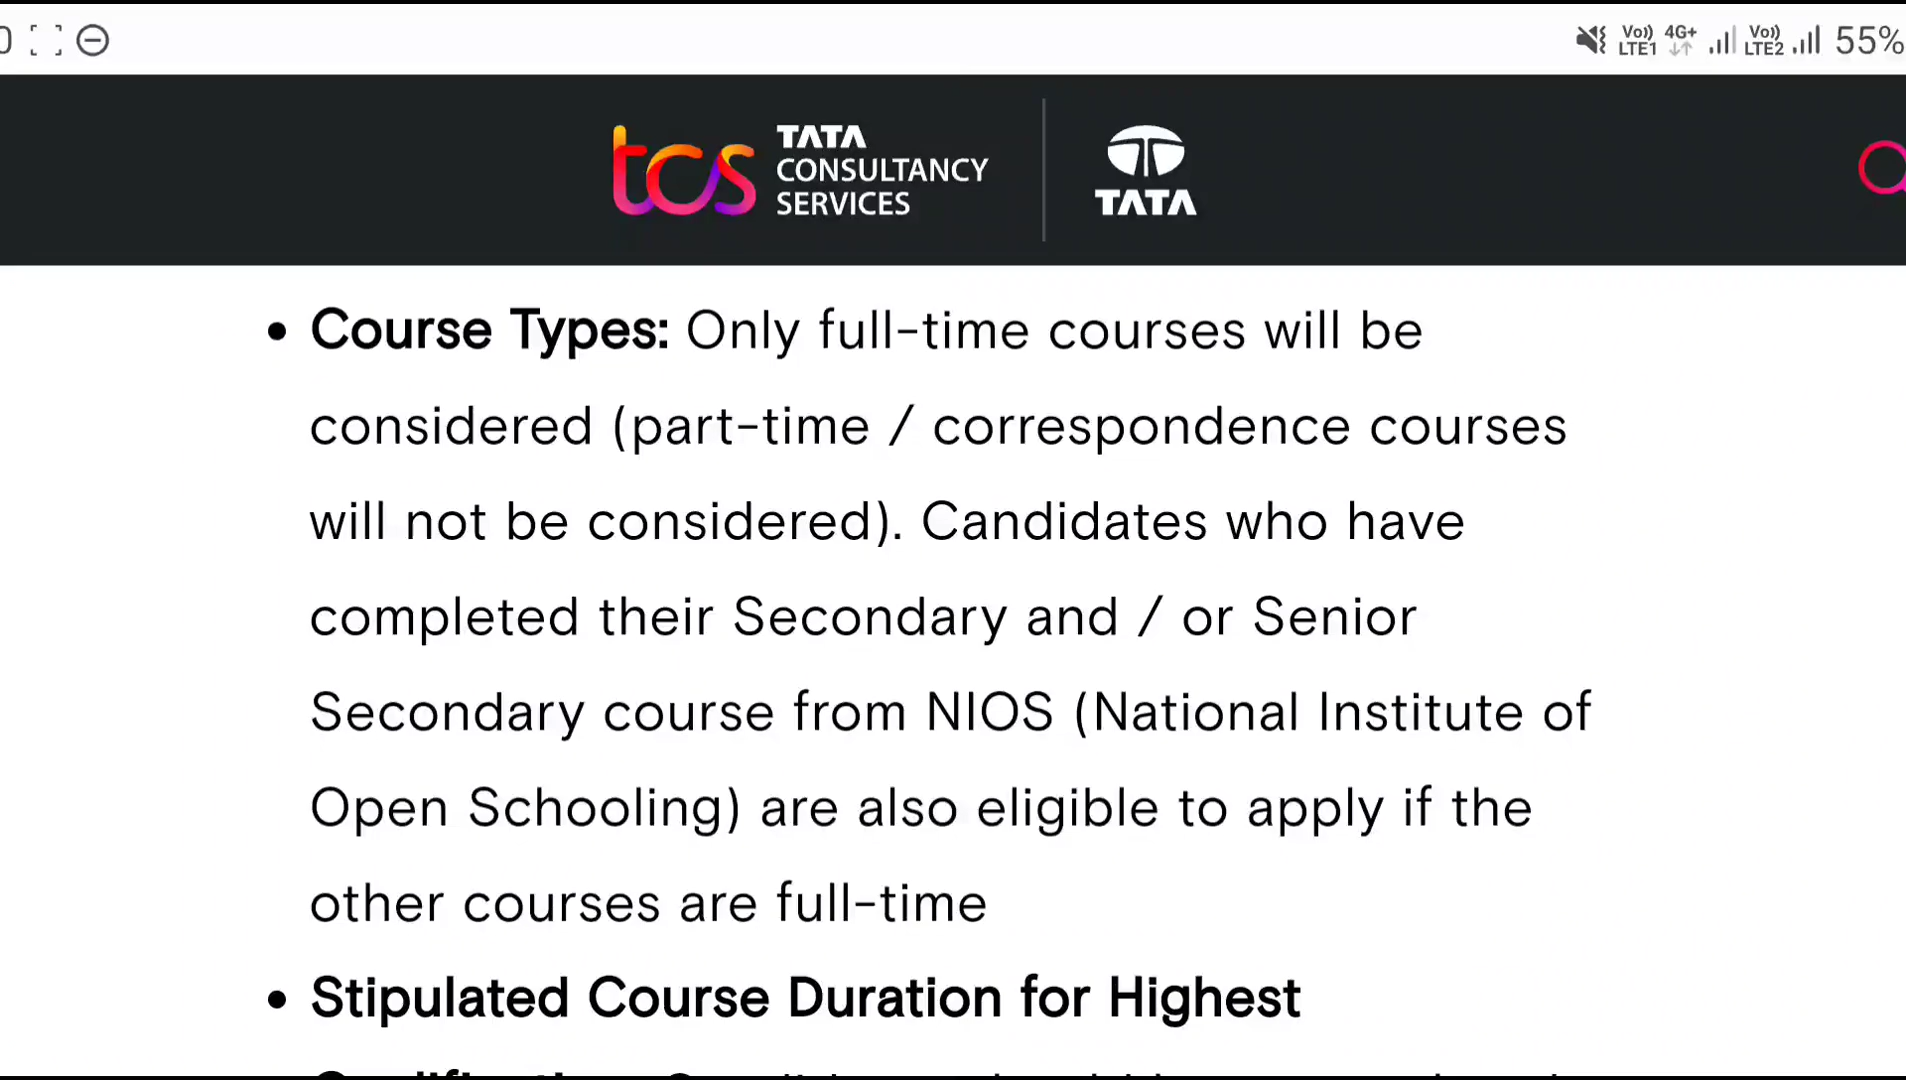 Vo)) LTE1 4G+ Vo)) LTE2 55%
tcs TATA CONSULTANCY SERVICES TATA
• Course Types: Only full-time courses will be
considered (part-time / correspondence courses
will not be considered). Candidates who have
completed their Secondary and / or Senior
Secondary course from NIOS (National Institute of
Open Schooling) are also eligible to apply if the
other courses are full-time
• Stipulated Course Duration for Highest